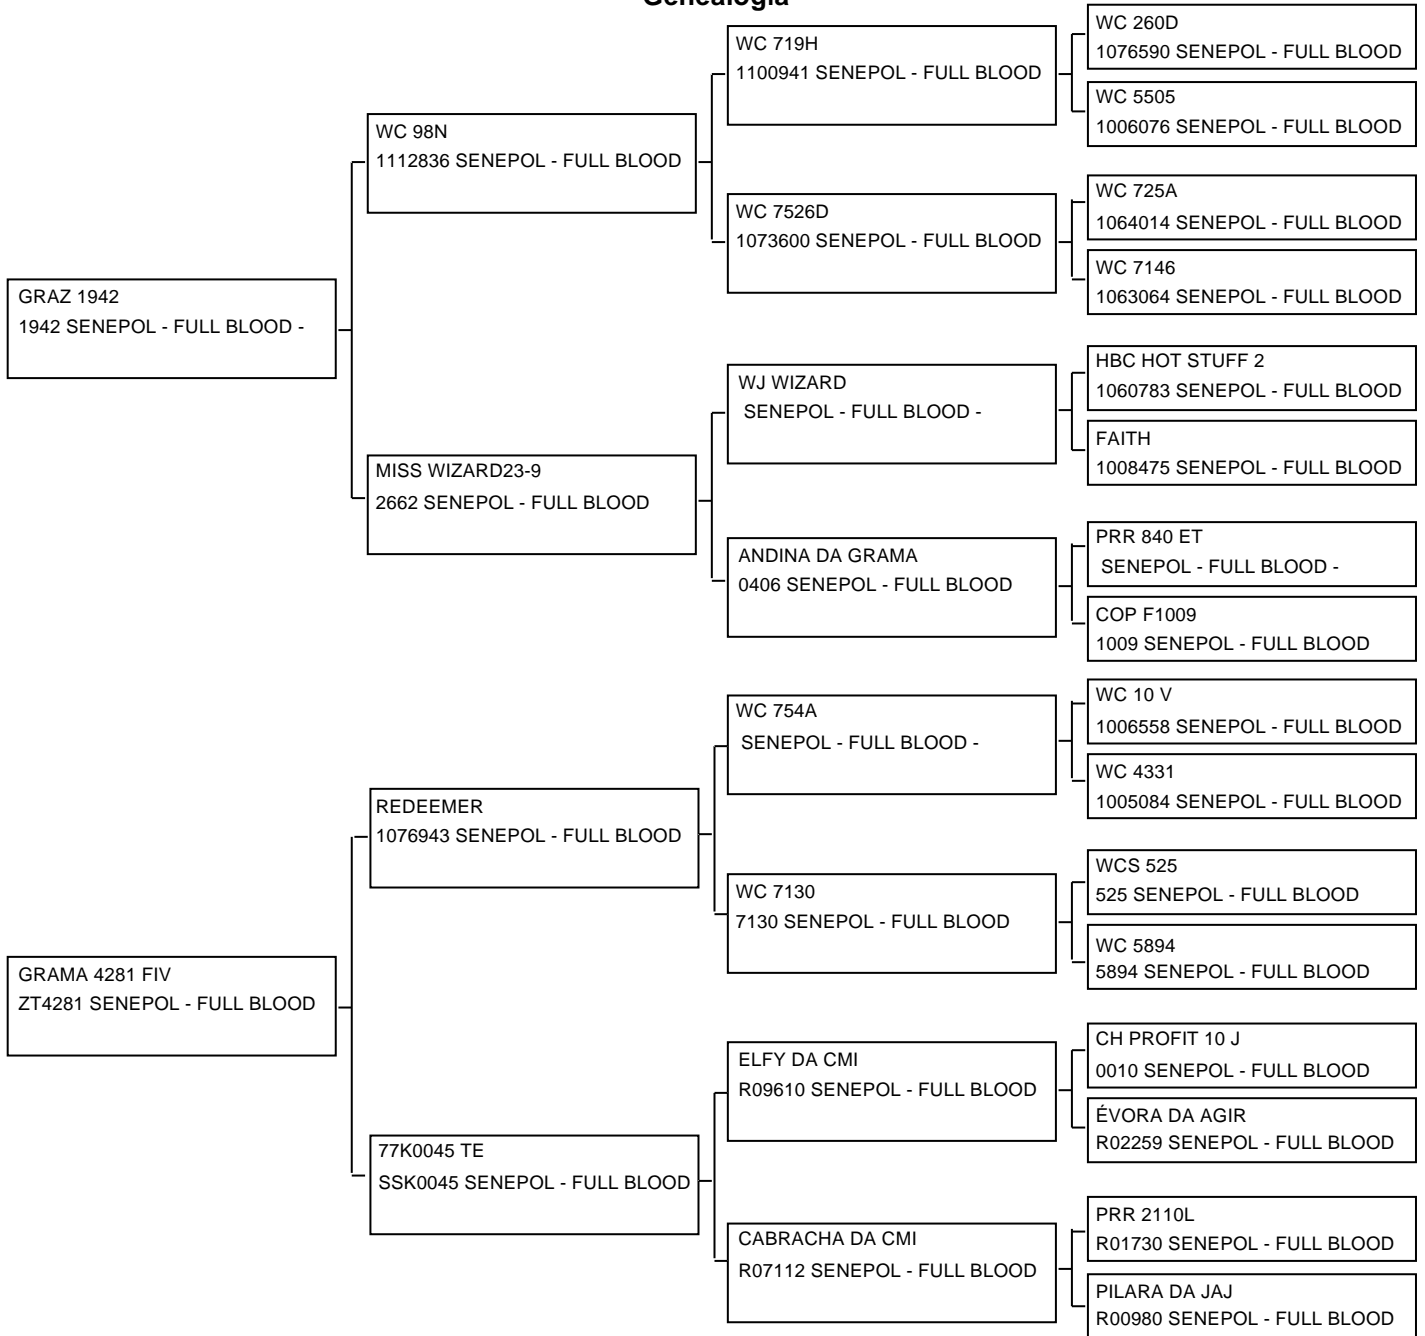 Genealogia
WC 260D
1076590 SENEPOL - FULL BLOOD
WC 719H
1100941 SENEPOL - FULL BLOOD
WC 5505
1006076 SENEPOL - FULL BLOOD
WC 98N
1112836 SENEPOL - FULL BLOOD
WC 725A
1064014 SENEPOL - FULL BLOOD
WC 7526D
1073600 SENEPOL - FULL BLOOD
WC 7146
1063064 SENEPOL - FULL BLOOD
GRAZ 1942
1942 SENEPOL - FULL BLOOD -
HBC HOT STUFF 2
1060783 SENEPOL - FULL BLOOD
WJ WIZARD
SENEPOL - FULL BLOOD -
FAITH
1008475 SENEPOL - FULL BLOOD
MISS WIZARD23-9
2662 SENEPOL - FULL BLOOD
PRR 840 ET
SENEPOL - FULL BLOOD -
ANDINA DA GRAMA
0406 SENEPOL - FULL BLOOD
COP F1009
1009 SENEPOL - FULL BLOOD
WC 10 V
1006558 SENEPOL - FULL BLOOD
WC 754A
SENEPOL - FULL BLOOD -
WC 4331
1005084 SENEPOL - FULL BLOOD
REDEEMER
1076943 SENEPOL - FULL BLOOD
WCS 525
525 SENEPOL - FULL BLOOD
WC 7130
7130 SENEPOL - FULL BLOOD
WC 5894
5894 SENEPOL - FULL BLOOD
GRAMA 4281 FIV
ZT4281 SENEPOL - FULL BLOOD
CH PROFIT 10 J
0010 SENEPOL - FULL BLOOD
ELFY DA CMI
R09610 SENEPOL - FULL BLOOD
ÉVORA DA AGIR
R02259 SENEPOL - FULL BLOOD
77K0045 TE
SSK0045 SENEPOL - FULL BLOOD
PRR 2110L
R01730 SENEPOL - FULL BLOOD
CABRACHA DA CMI
R07112 SENEPOL - FULL BLOOD
PILARA DA JAJ
R00980 SENEPOL - FULL BLOOD